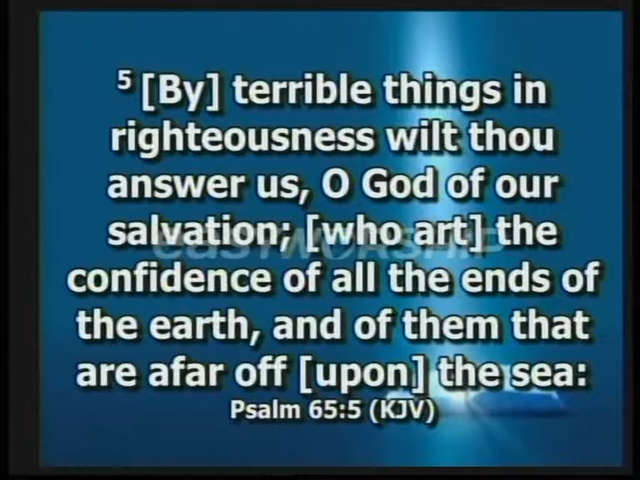 5 [By] terrible things in
righteousness wilt thou
answer us, O God of our
salvation; [who art] the
confidence of all the ends of
the earth, and of them that
are afar off [upon] the sea:
Psalm 65:5 (KJV)